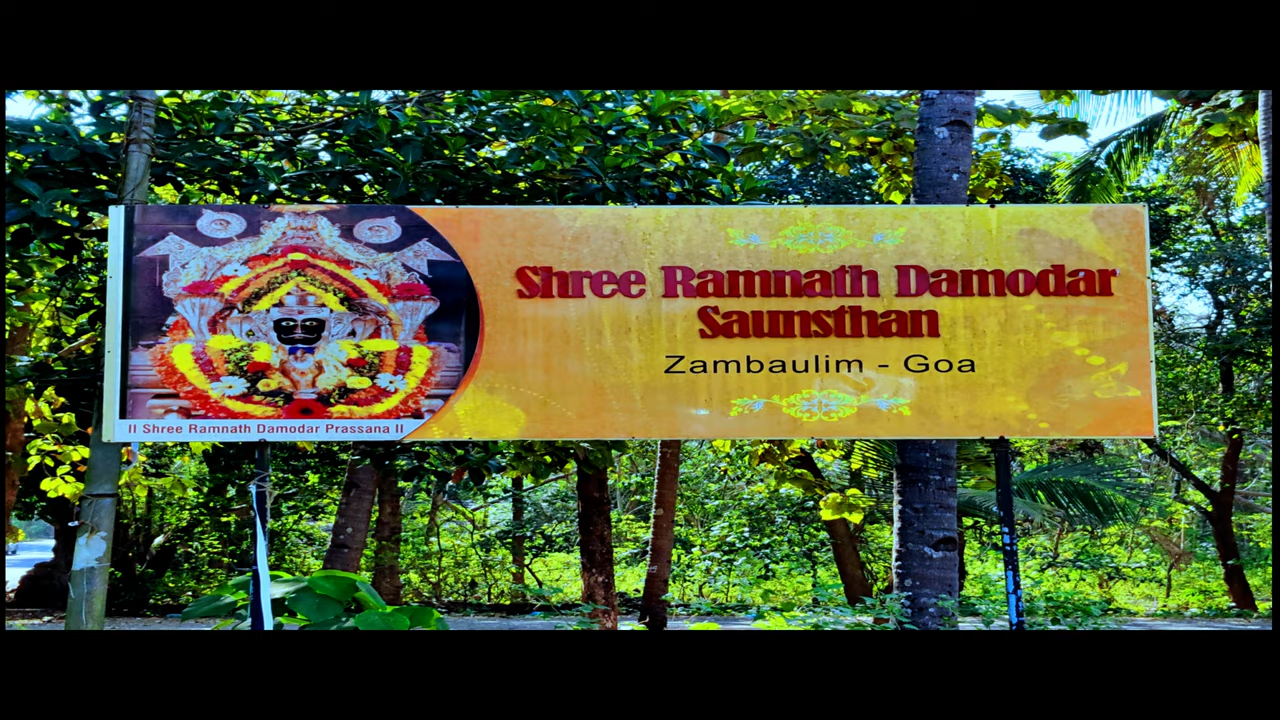 Shree Ramnath Damodar
Saunsthan
Zambaulim - Goa
II Shree Ramnath Damodar Prassana II